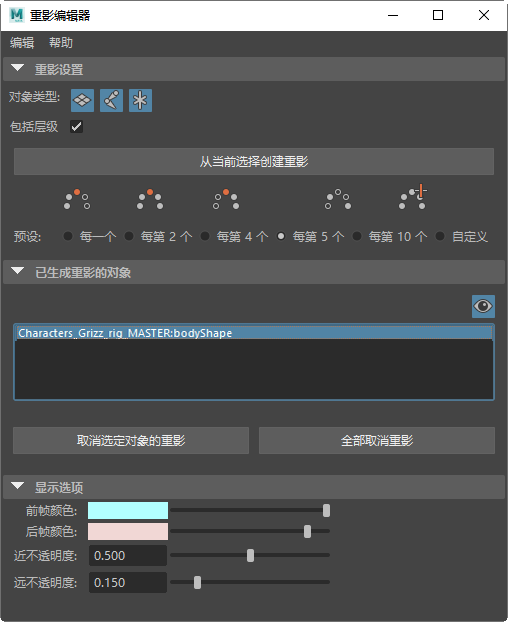 重影编辑器
编辑 帮助
重影设置
对象类型:
包括层级
从当前选择创建重影
预设: 每一个 每第 2 个 每第 4 个 每第 5 个 每第 10 个 自定义
已生成重影的对象
Characters_Grizz_rig_MASTER:bodyShape
取消选定对象的重影 全部取消重影
显示选项
前帧颜色:
后帧颜色:
近不透明度: 0.500
远不透明度: 0.150